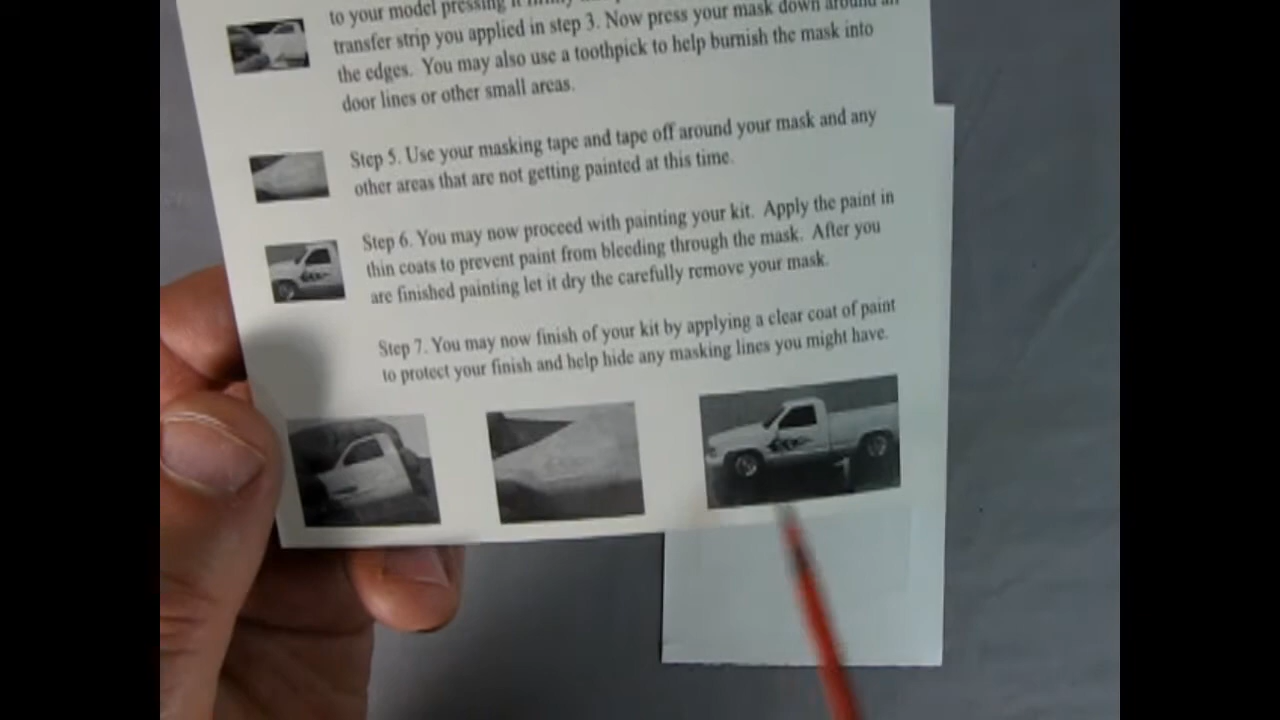 to your model pressing it firmly
transfer strip you applied in step 3. Now press your mask down around
the edges. You may also use a toothpick to help burnish the mask into
door lines or other small areas.
Step 5. Use your masking tape and tape off around your mask and any
other areas that are not getting painted at this time.
Step 6. You may now proceed with painting your kit. Apply the paint in
thin coats to prevent paint from bleeding through the mask. After you
are finished painting let it dry the carefully remove your mask.
Step 7. You may now finish of your kit by applying a clear coat of paint
to protect your finish and help hide any masking lines you might have.